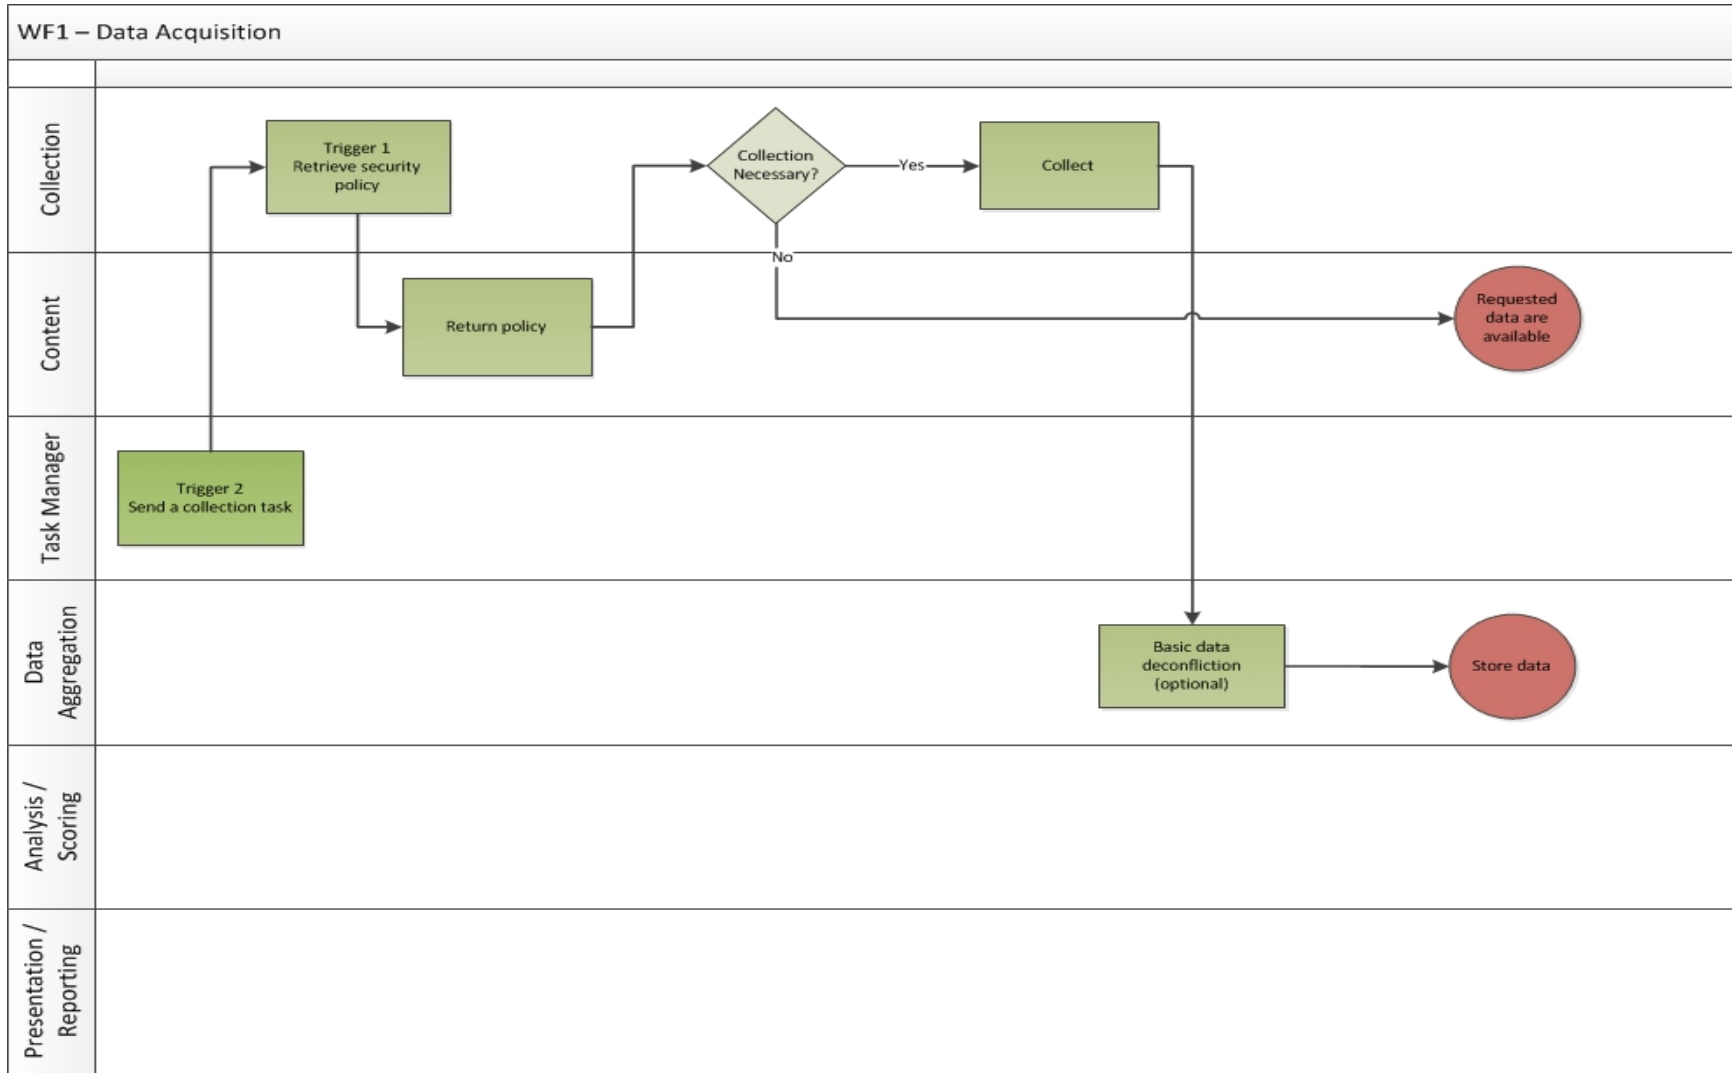 WF1 – Data Acquisition
Collection
Trigger 1
Retrieve security
policy
Collection
Necessary?
Yes
Collect
No
Content
Return policy
Requested
data are
available
Task Manager
Trigger 2
Send a collection task
Data
Aggregation
Basic data
deconfliction
(optional)
Store data
Analysis /
Scoring
Presentation /
Reporting